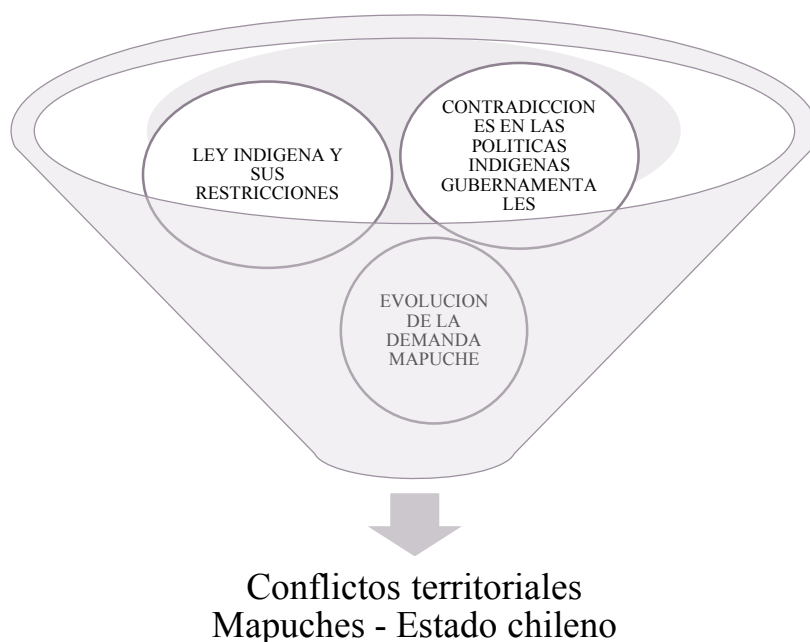 LEY INDIGENA Y
SUS
RESTRICCIONES
CONTRADICCION
ES EN LAS
POLITICAS
INDIGENAS
GUBERNAMENTA
LES
EVOLUCION
DE LA
DEMANDA
MAPUCHE
Conflictos territoriales
Mapuches - Estado chileno